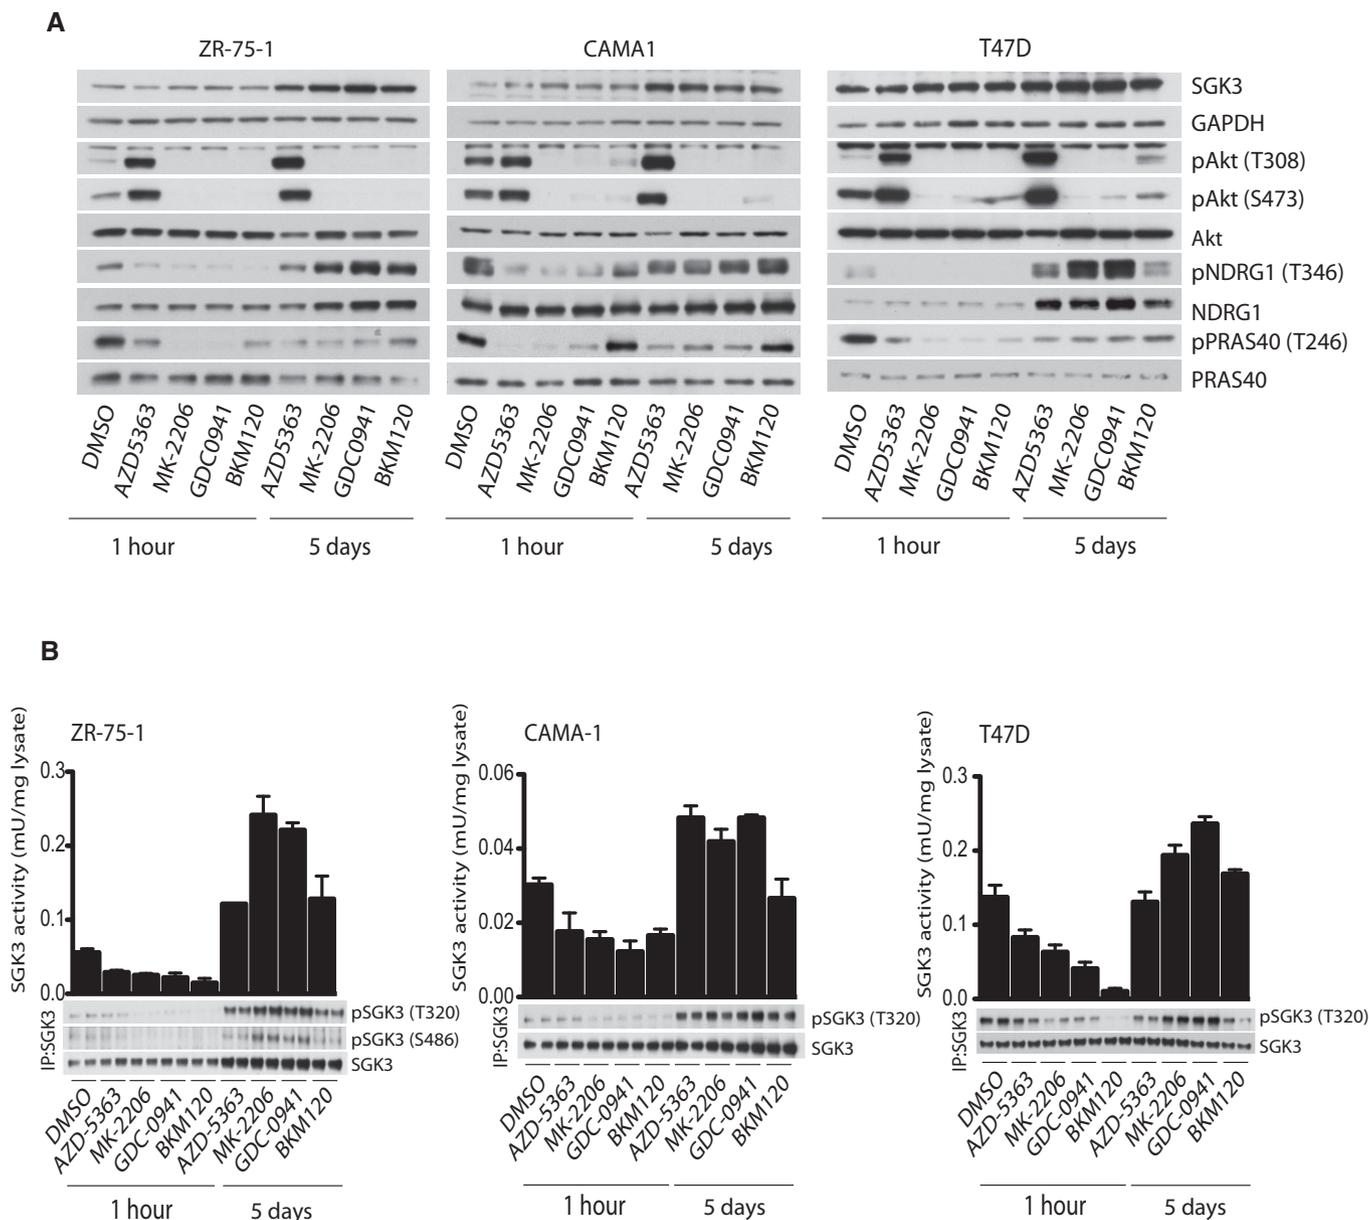 A
ZR-75-1
CAMA1
T47D
SGK3
GAPDH
pAkt (T308)
pAkt (S473)
Akt
pNDRG1 (T346)
NDRG1
pPRAS40 (T246)
PRAS40
DMSO
AZD5363
MK-2206
GDC0941
BKM120
AZD5363
MK-2206
GDC0941
BKM120
DMSO
AZD5363
MK-2206
GDC0941
BKM120
AZD5363
MK-2206
GDC0941
BKM120
DMSO
AZD5363
MK-2206
GDC0941
BKM120
AZD5363
MK-2206
GDC0941
BKM120
1 hour
5 days
1 hour
5 days
1 hour
5 days
B
ZR-75-1
SGK3 activity (mU/mg lysate)
0.3
0.2
0.1
0.0
IP:SGK3
pSGK3 (T320)
pSGK3 (S486)
SGK3
DMSO
AZD-5363
MK-2206
GDC-0941
BKM120
AZD-5363
MK-2206
GDC-0941
BKM120
1 hour
5 days
CAMA-1
SGK3 activity (mU/mg lysate)
0.06
0.04
0.02
0.00
IP:SGK3
pSGK3 (T320)
SGK3
DMSO
AZD-5363
MK-2206
GDC-0941
BKM120
AZD-5363
MK-2206
GDC-0941
BKM120
1 hour
5 days
T47D
SGK3 activity (mU/mg lysate)
0.3
0.2
0.1
0.0
IP:SGK3
pSGK3 (T320)
SGK3
DMSO
AZD-5363
MK-2206
GDC-0941
BKM120
AZD-5363
MK-2206
GDC-0941
BKM120
1 hour
5 days